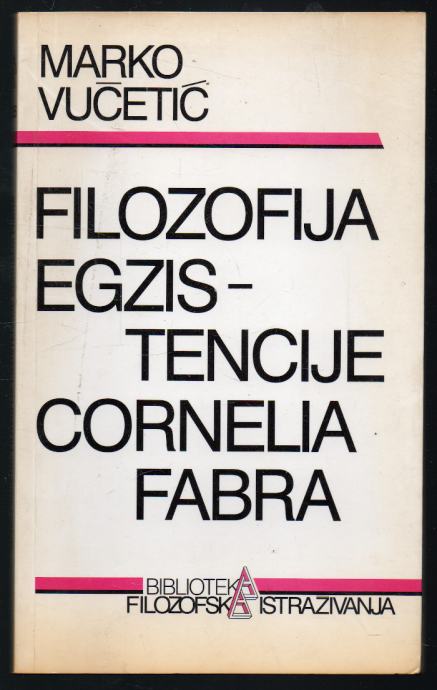 MARKO
VUČETIĆ
FILOZOFIJA
EGZIS-
TENCIJE
CORNELIA
FABRA
BIBLIOTEKA
FILOZOFSKA ISTRAŽIVANJA